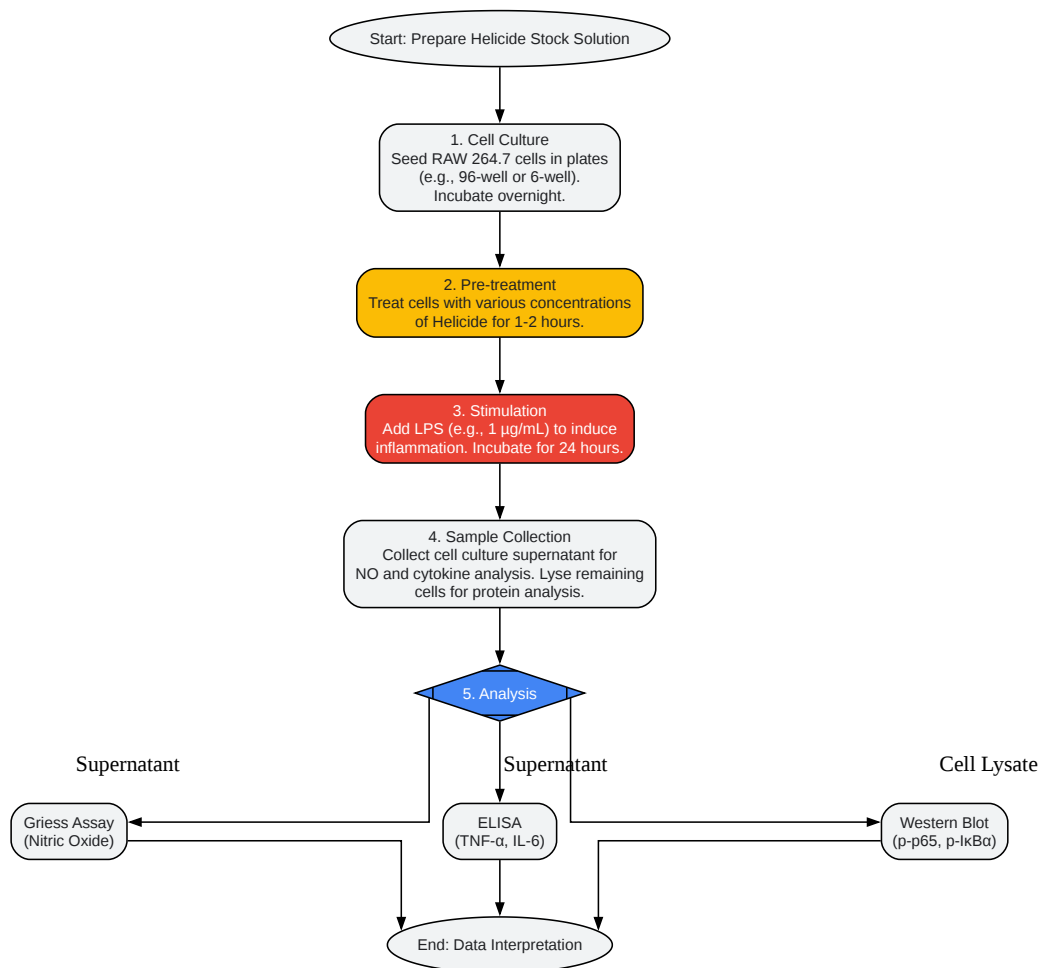 Start: Prepare Helicide Stock Solution
1. Cell Culture
Seed RAW 264.7 cells in plates
(e.g., 96-well or 6-well).
Incubate overnight.
2. Pre-treatment
Treat cells with various concentrations
of Helicide for 1-2 hours.
3. Stimulation
Add LPS (e.g., 1 µg/mL) to induce
inflammation. Incubate for 24 hours.
4. Sample Collection
Collect cell culture supernatant for
NO and cytokine analysis. Lyse remaining
cells for protein analysis.
5. Analysis
Supernatant
Supernatant
Cell Lysate
Griess Assay
(Nitric Oxide)
ELISA
(TNF-α, IL-6)
Western Blot
(p-p65, p-IκBα)
End: Data Interpretation